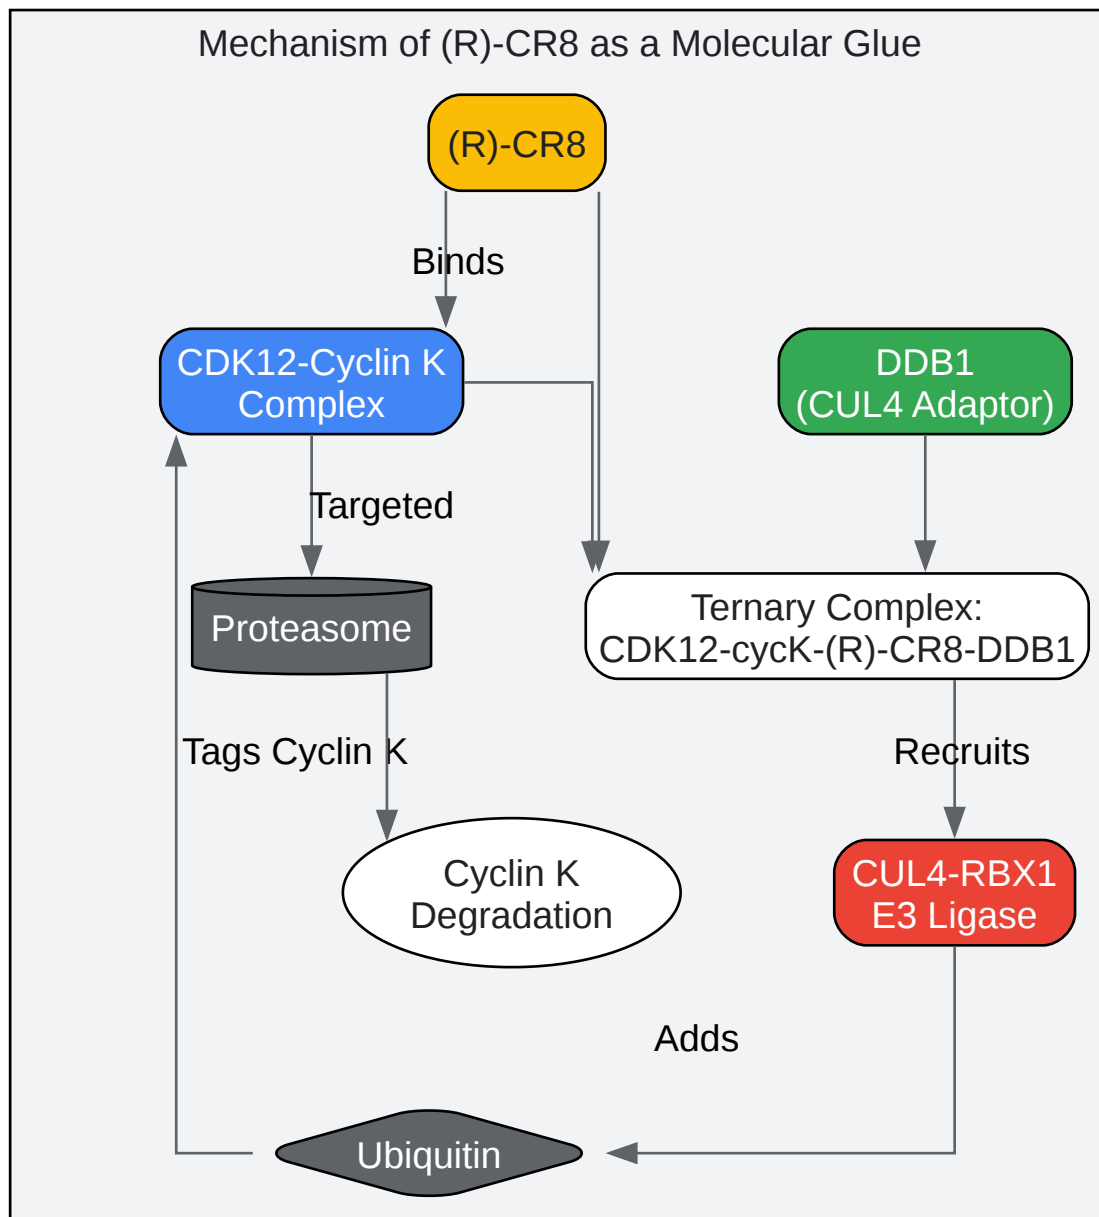 Mechanism of (R)-CR8 as a Molecular Glue
(R)-CR8
Binds
CDK12-Cyclin K
Complex
DDB1
(CUL4 Adaptor)
Targeted
Proteasome
Ternary Complex:
CDK12-cycK-(R)-CR8-DDB1
Tags Cyclin K
Recruits
Cyclin K
Degradation
CUL4-RBX1
E3 Ligase
Adds
Ubiquitin